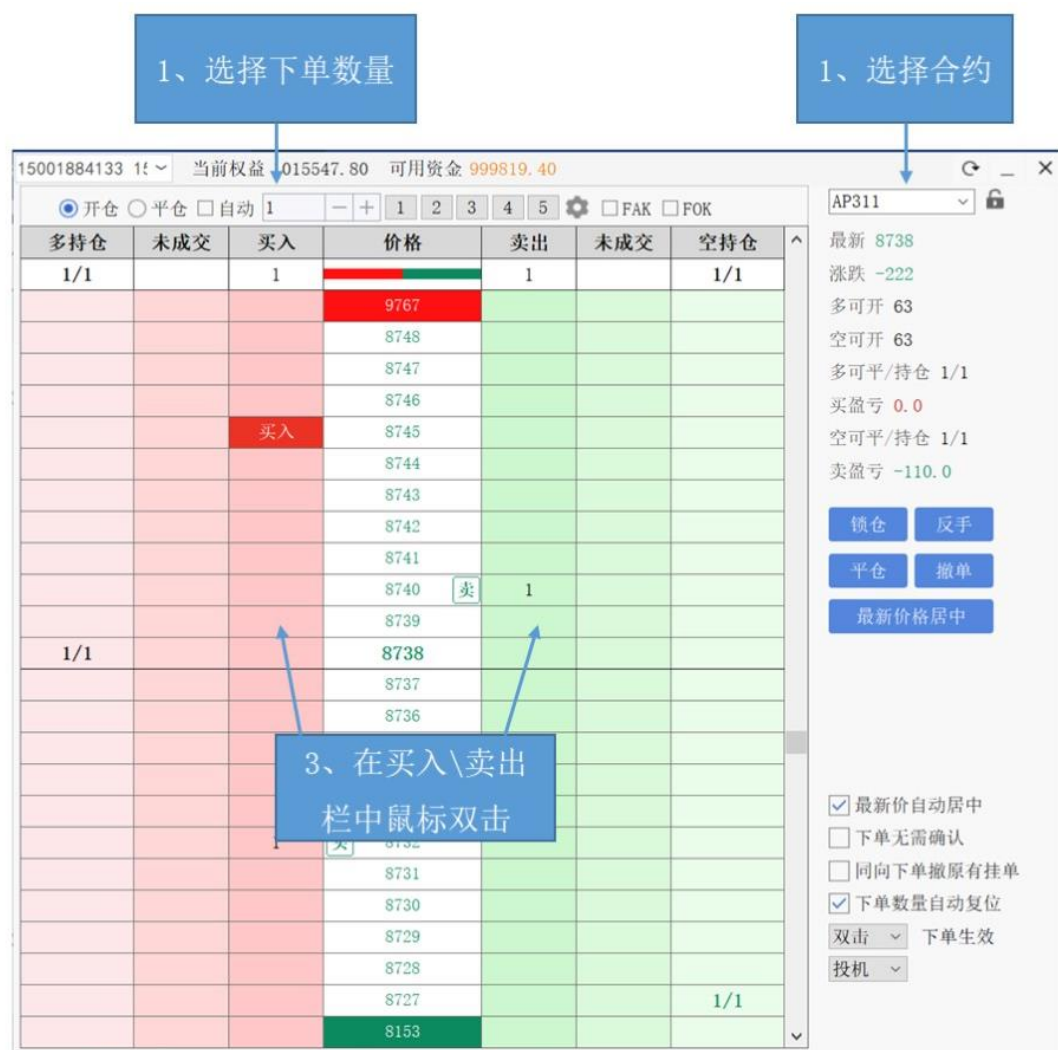 1、选择下单数量
1、选择合约
15001884133 15 当前权益 015547.80 可用资金 999819.40
开仓 平仓 自动 1 － + 1 2 3 4 5 FAK FOK
AP311
多持仓 未成交 买入 价格 卖出 未成交 空持仓
1/1 1 1 1/1
9767
8748
8747
8746
买入 8745
8744
8743
8742
8741
8740 卖 1
8739
1/1 8738
8737
8736
3、在买入\卖出
栏中鼠标双击
1 卖 8732
8731
8730
8729
8728
8727 1/1
8153
最新 8738
涨跌 -222
多可开 63
空可开 63
多可平/持仓 1/1
买盈亏 0.0
空可平/持仓 1/1
卖盈亏 -110.0
锁仓 反手
平仓 撤单
最新价格居中
最新价自动居中
下单无需确认
同向下单撤原有挂单
下单数量自动复位
双击 下单生效
投机